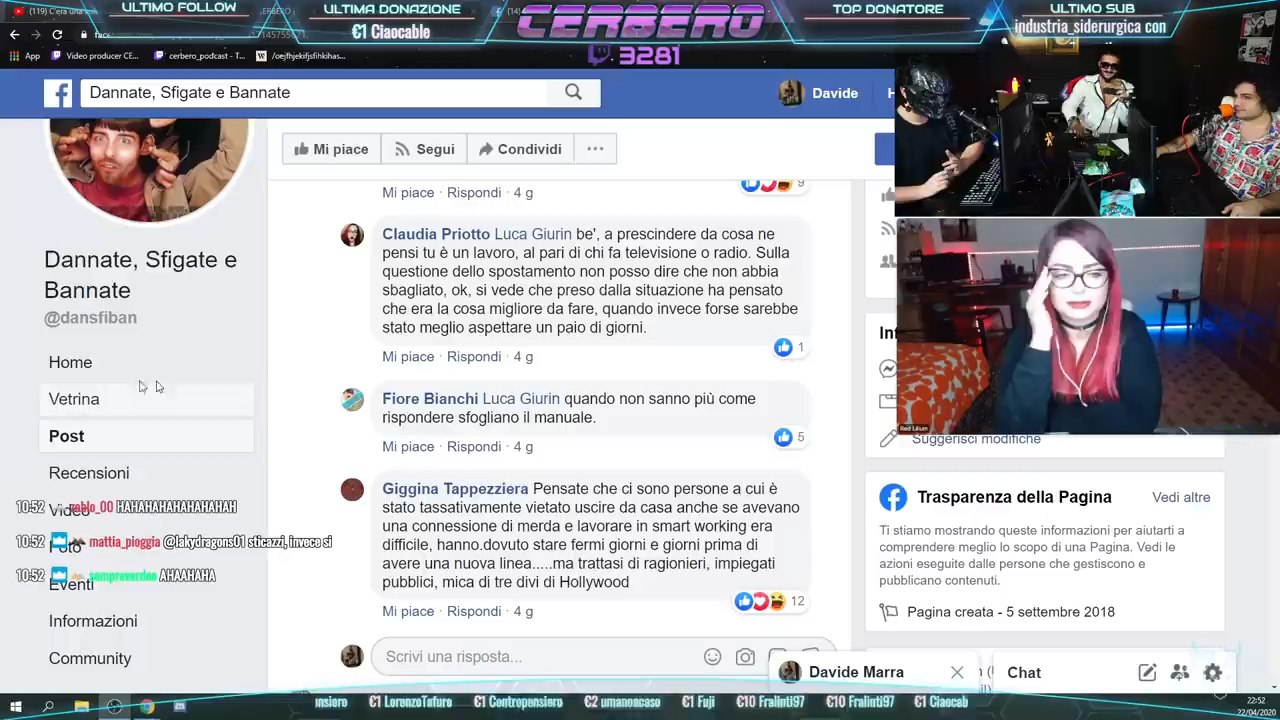 ULTIMO FOLLOW
ULTIMA DONAZIONE
€1 Ciaocable
CERBERO
3281
TOP DONATORE
ULTIMO SUB
industria_siderurgica con
App
Video producer CE...
cerbero_podcast - T...
/oejfhjekifjsfihkihas...
Dannate, Sfigate e Bannate
Davide
H
Mi piace
Segui
Condividi
Mi piace · Rispondi · 4 g
9
Claudia Priotto Luca Giurin be', a prescindere da cosa ne
pensi tu è un lavoro, al pari di chi fa televisione o radio. Sulla
questione dello spostamento non posso dire che non abbia
sbagliato, ok, si vede che preso dalla situazione ha pensato
che era la cosa migliore da fare, quando invece forse sarebbe
stato meglio aspettare un paio di giorni.
1
Mi piace · Rispondi · 4 g
Fiore Bianchi Luca Giurin quando non sanno più come
rispondere sfogliano il manuale.
5
Mi piace · Rispondi · 4 g
Giggina Tappezziera Pensate che ci sono persone a cui è
stato tassativamente vietato uscire da casa anche se avevano
una connessione di merda e lavorare in smart working era
difficile, hanno.dovuto stare fermi giorni e giorni prima di
avere una nuova linea.....ma trattasi di ragionieri, impiegati
pubblici, mica di tre divi di Hollywood
12
Mi piace · Rispondi · 4 g
Scrivi una risposta...
Dannate, Sfigate e
Bannate
@dansfiban
Home
Vetrina
Post
Recensioni
Video
Foto
Eventi
Informazioni
Community
10:52 HAHAHAHAHAHAHAHAH
10:52 mattia_pioggia @lakydragons01 sticazzi, invece si
10:52 AHAAHAHA
Red Lilium
Suggerisci modifiche
Trasparenza della Pagina
Vedi altre
Ti stiamo mostrando queste informazioni per aiutarti a
comprendere meglio lo scopo di una Pagina. Vedi le
azioni eseguite dalle persone che gestiscono e
pubblicano contenuti.
Pagina creata - 5 settembre 2018
Davide Marra
Chat
€1 LorenzoTufuro
€1 Contropensiero
€2 umanoncaso
€1 Fuji
€10 Fralinti97
€10 Fralinti97
€1 Ciaocab
22:52
22/04/2020